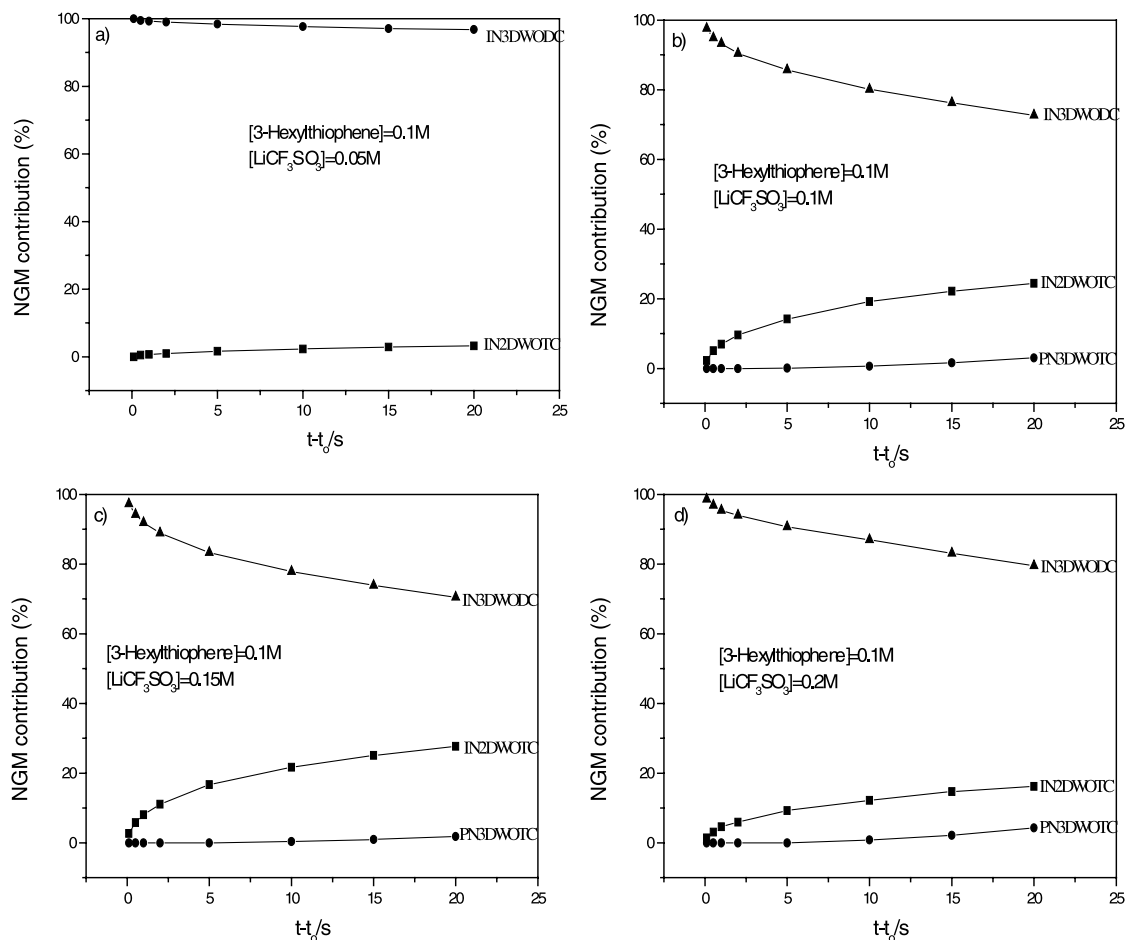 a)
NGM contribution (%)
100
80
60
40
20
0
IN3DWODC
[3-Hexylthiophene]=0.1M
[LiCF₃SO₃]=0.05M
IN2DWOTC
0 5 10 15 20 25
t-tₒ/s
b)
NGM contribution (%)
100
80
60
40
20
0
IN3DWODC
[3-Hexylthiophene]=0.1M
[LiCF₃SO₃]=0.1M
IN2DWOTC
PN3DWOTC
0 5 10 15 20 25
t-tₒ/s
c)
NGM contribution (%)
100
80
60
40
20
0
IN3DWODC
[3-Hexylthiophene]=0.1M
[LiCF₃SO₃]=0.15M
IN2DWOTC
PN3DWOTC
0 5 10 15 20 25
t-tₒ/s
d)
NGM contribution (%)
100
80
60
40
20
0
IN3DWODC
[3-Hexylthiophene]=0.1M
[LiCF₃SO₃]=0.2M
IN2DWOTC
PN3DWOTC
0 5 10 15 20 25
t-tₒ/s